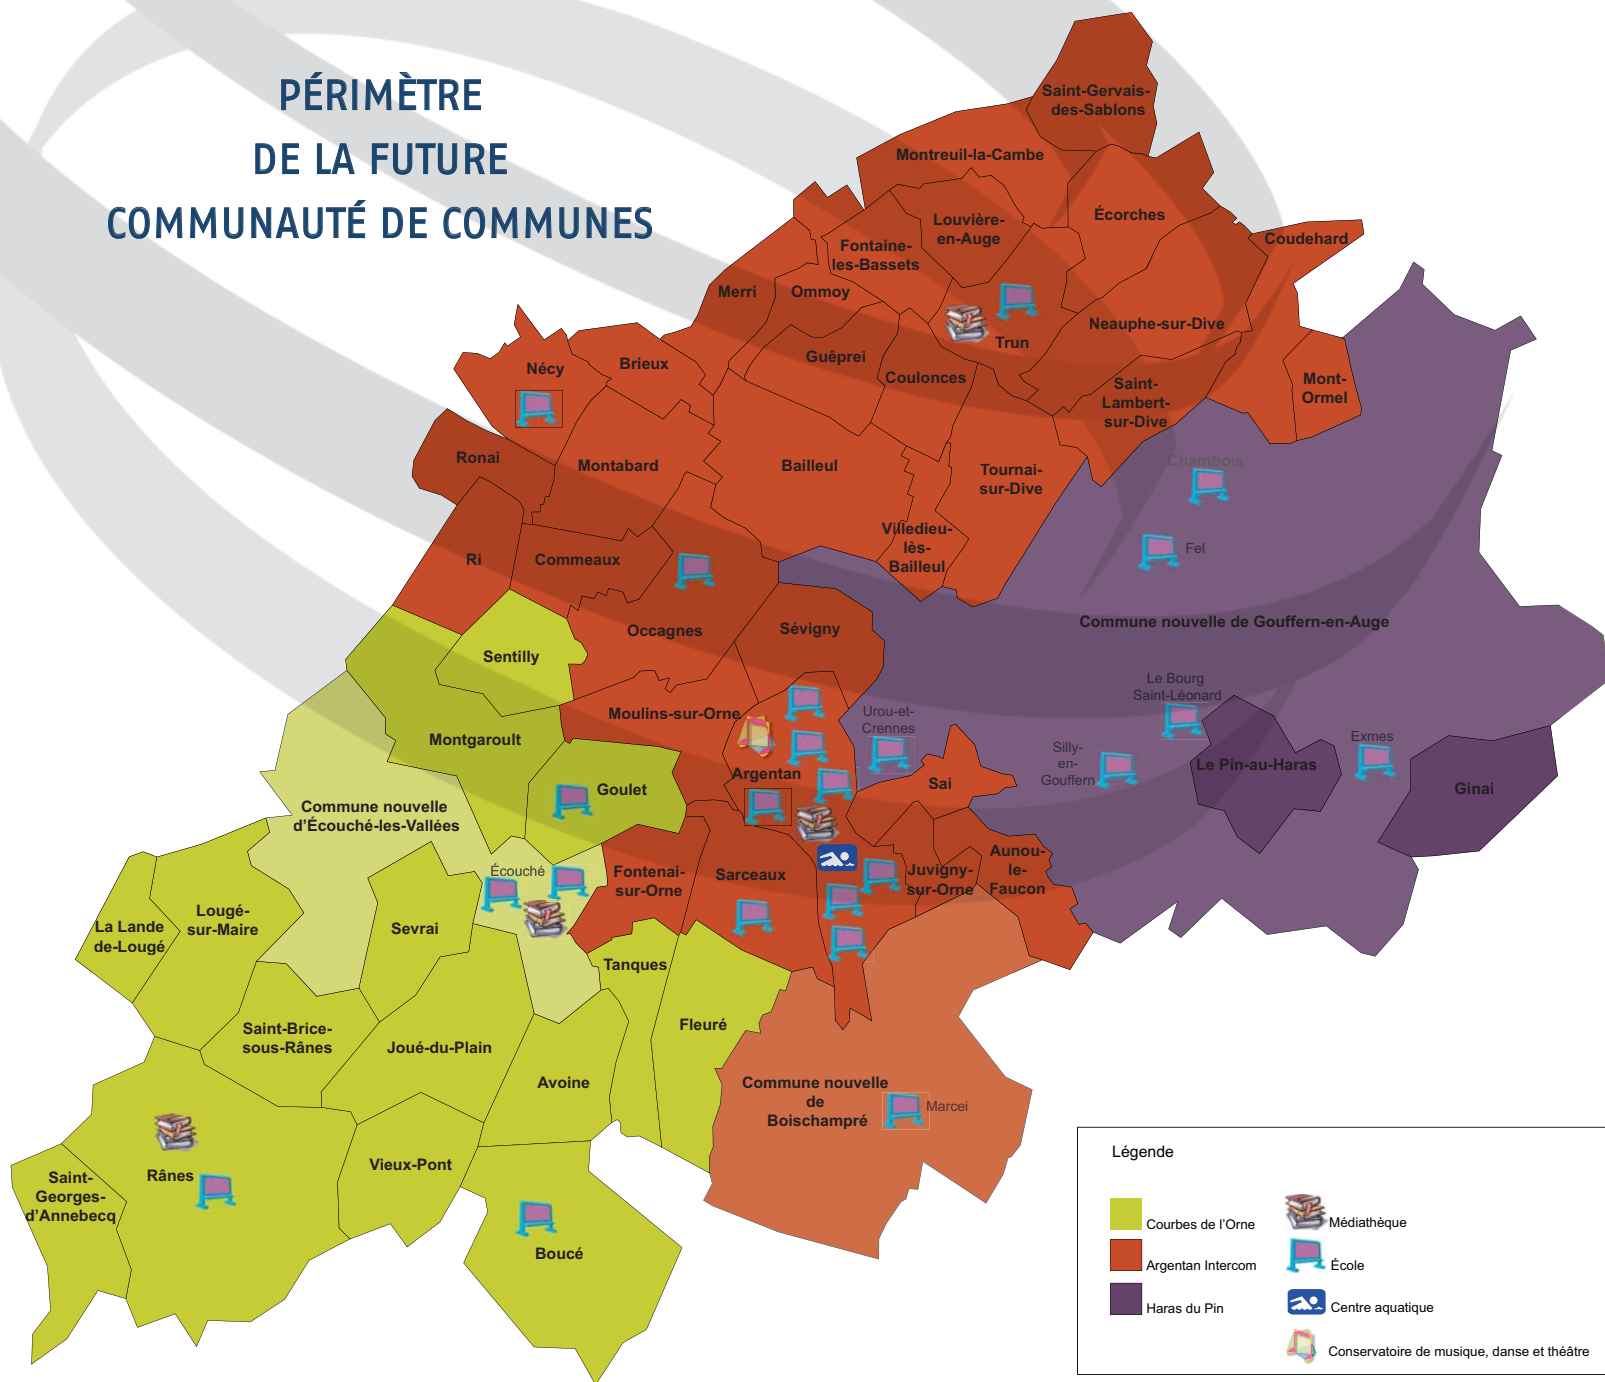 PÉRIMÈTRE
DE LA FUTURE
COMMUNAUTÉ DE COMMUNES
Saint-Gervais-
des-Sablons
Montreuil-la-Cambe
Écorches
Louvière-
en-Auge
Fontaine-
les-Bassets
Coudehard
Merri
Ommoy
Neauphe-sur-Dive
Trun
Guêprei
Brieux
Nécy
Coulonces
Saint-
Lambert-
sur-Dive
Mont-
Ormel
Ronai
Montabard
Bailleul
Tournai-
sur-Dive
Chambois
Villedieu-
lès-
Bailleul
Fel
Ri
Commeaux
Occagnes
Sévigny
Commune nouvelle de Gouffern-en-Auge
Sentilly
Le Bourg
Saint-Léonard
Moulins-sur-Orne
Urou-et-
Crennes
Montgaroult
Silly-
en-
Gouffern
Exmes
Le Pin-au-Haras
Argentan
Sai
Goulet
Ginai
Commune nouvelle
d'Écouché-les-Vallées
Écouché
Fontenai-
sur-Orne
Sarceaux
Juvigny-
sur-Orne
Aunou-
le-
Faucon
La Lande
de-Lougé
Lougé-
sur-Maire
Sevrai
Tanques
Saint-Brice-
sous-Rânes
Joué-du-Plain
Fleuré
Avoine
Commune nouvelle
de
Boischampré
Marcei
Vieux-Pont
Rânes
Saint-
Georges-
d'Annebecq
Boucé
Légende
Courbes de l'Orne
Argentan Intercom
Haras du Pin
Médiathèque
École
Centre aquatique
Conservatoire de musique, danse et théâtre